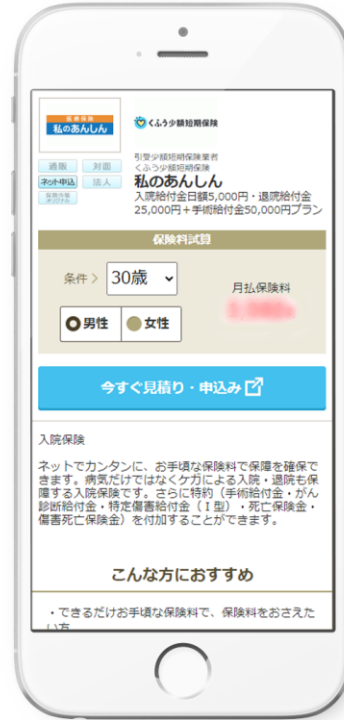 医療保険
私のあんしん
くふう少額短期保険
通販
対面
ネット申込
法人
引受少額短期保険業者
くふう少額短期保険
私のあんしん
入院給付金日額5,000円・退院給付金
25,000円＋手術給付金50,000円プラン
保険料試算
条件 >
30歳
月払保険料
男性
女性
今すぐ見積り・申込み
入院保険
ネットでカンタンに、お手頃な保険料で保障を確保で
きます。病気だけではなくケガによる入院・退院も保
障する入院保険です。さらに特約（手術給付金・がん
診断給付金・特定傷害給付金（Ⅰ型）・死亡保険金・
傷害死亡保険金）を付加することができます。
こんな方におすすめ
・できるだけお手頃な保険料で、保険料をおさえた
い方